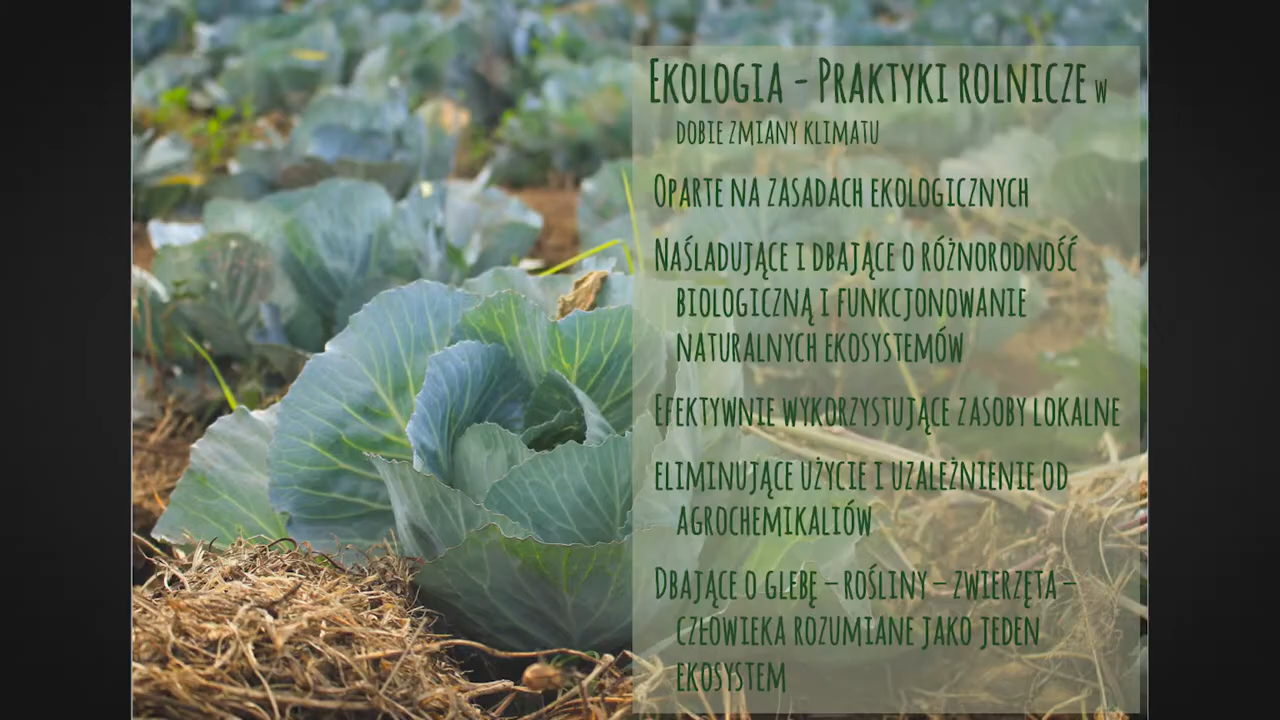 Ekologia - Praktyki rolnicze w
dobie zmiany klimatu
Oparte na zasadach ekologicznych
Naśladujące i dbające o różnorodność
biologiczną i funkcjonowanie
naturalnych ekosystemów
Efektywnie wykorzystujące zasoby lokalne
eliminujące użycie i uzależnienie od
agrochemikaliów
Dbające o glebę – rośliny – zwierzęta –
człowieka rozumiane jako jeden
ekosystem